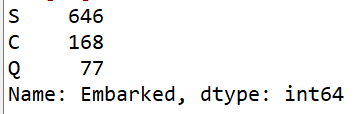 S    646
C    168
Q     77
Name: Embarked, dtype: int64